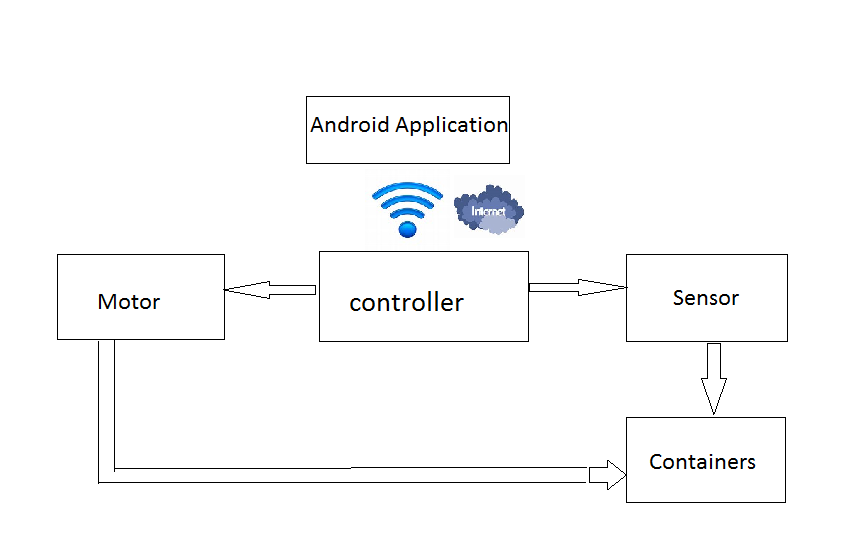 Android Application
Internet
Motor
controller
Sensor
Containers